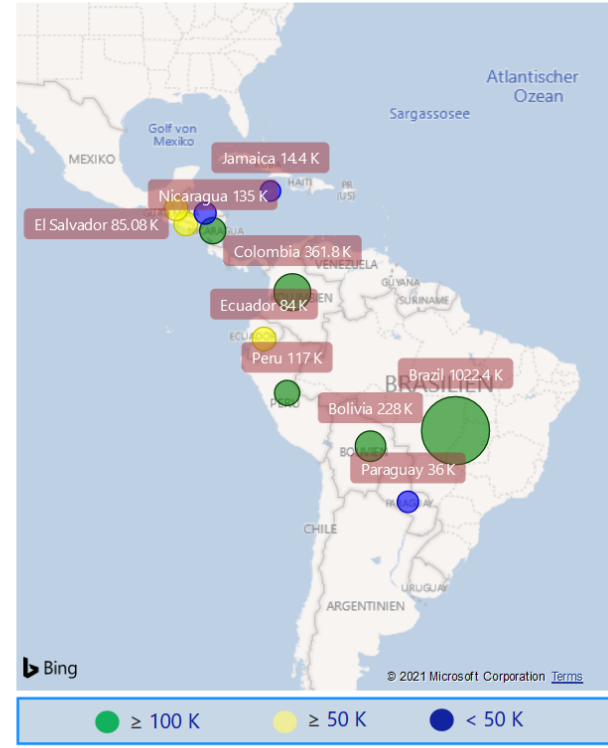 Atlantischer
Ozean
Sargassosee
Golf von
Mexiko
MEXIKO
Jamaica 14.4 K
HAITI
PR
(US)
Nicaragua 135 K
El Salvador 85.08 K
NICARAGUA
Colombia 361.8 K
VENEZUELA
GUYANA
SURINAME
Ecuador 84 K
ECUADOR
Peru 117 K
PERU
Brazil 1022.4 K
BRASILIEN
Bolivia 228 K
BOLIVIEN
Paraguay 36 K
PARAGUAY
CHILE
URUGUAY
ARGENTINIEN
Bing
© 2021 Microsoft Corporation Terms
≥ 100 K ≥ 50 K < 50 K